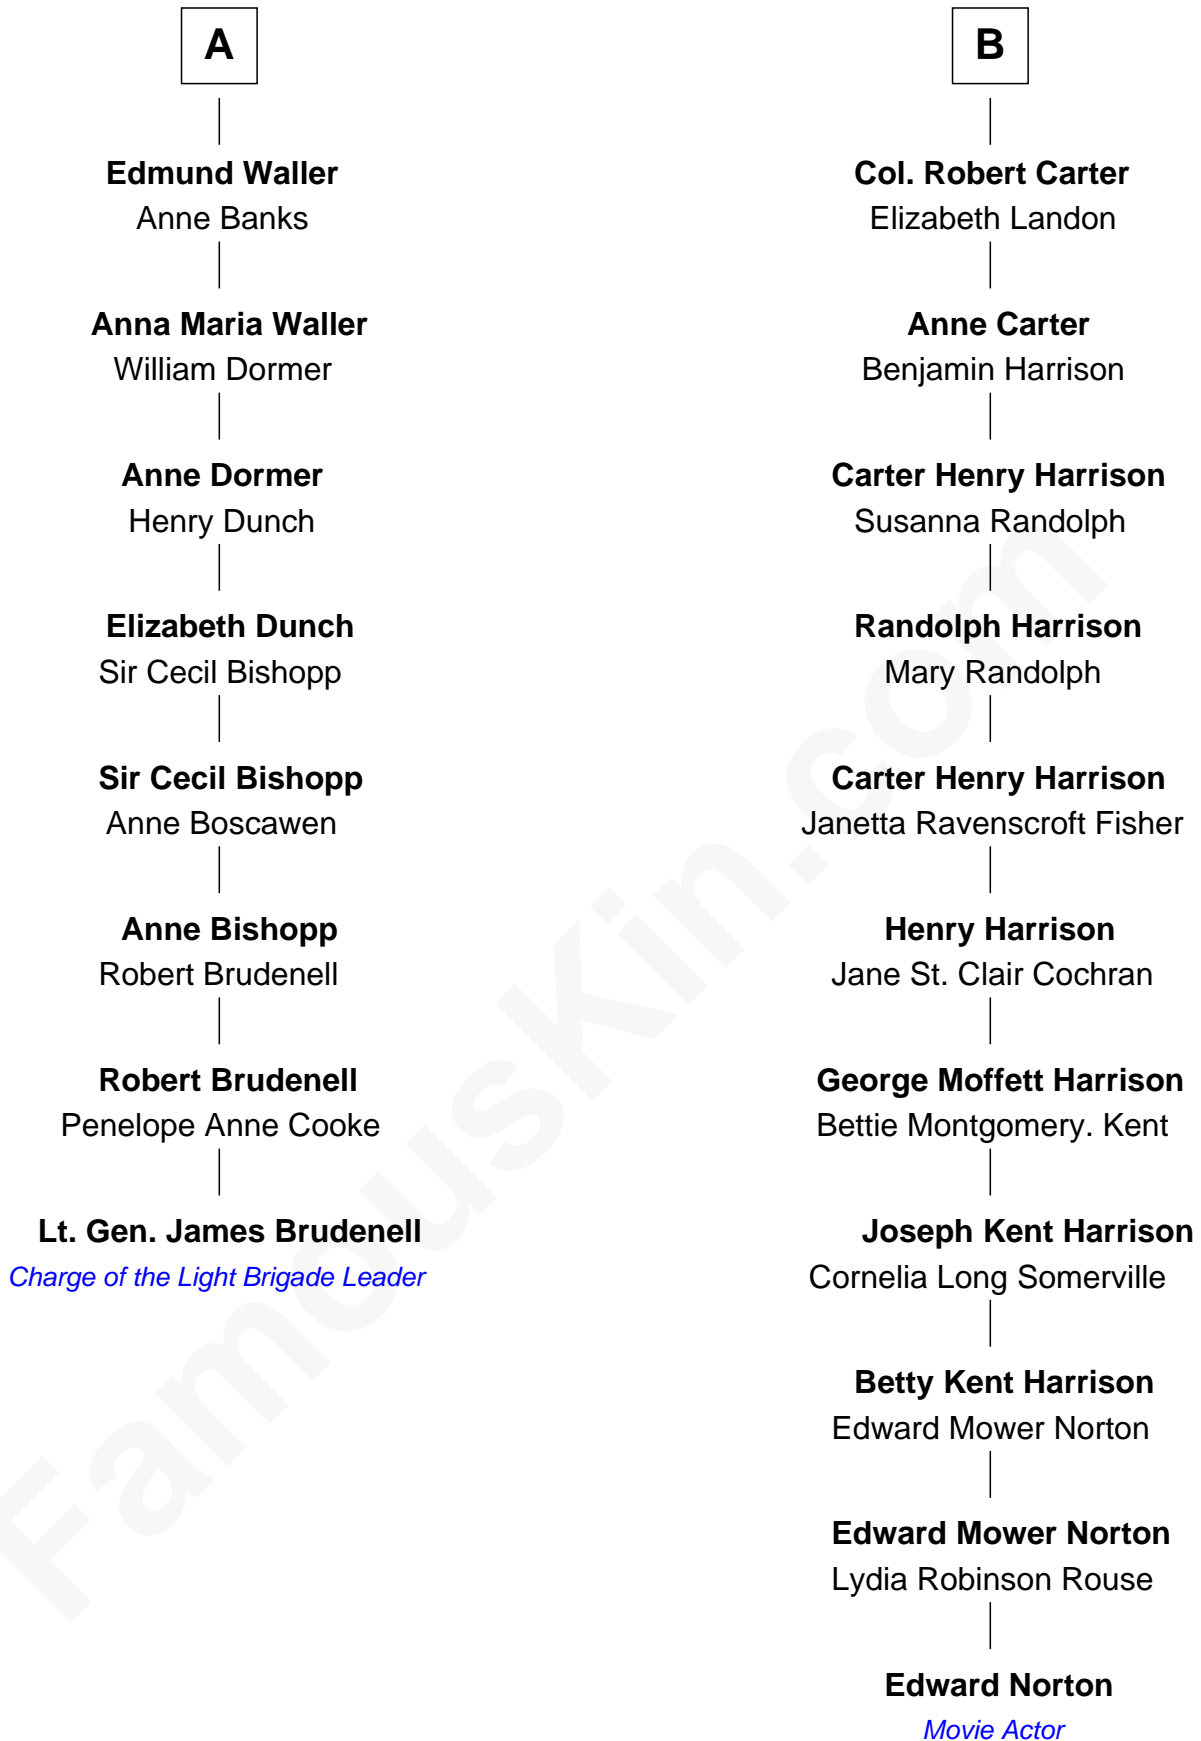 A
Edmund Waller
Anne Banks
Anna Maria Waller
William Dormer
Anne Dormer
Henry Dunch
Elizabeth Dunch
Sir Cecil Bishopp
Sir Cecil Bishopp
Anne Boscawen
Anne Bishopp
Robert Brudenell
Robert Brudenell
Penelope Anne Cooke
Lt. Gen. James Brudenell
Charge of the Light Brigade Leader
B
Col. Robert Carter
Elizabeth Landon
Anne Carter
Benjamin Harrison
Carter Henry Harrison
Susanna Randolph
Randolph Harrison
Mary Randolph
Carter Henry Harrison
Janetta Ravenscroft Fisher
Henry Harrison
Jane St. Clair Cochran
George Moffett Harrison
Bettie Montgomery. Kent
Joseph Kent Harrison
Cornelia Long Somerville
Betty Kent Harrison
Edward Mower Norton
Edward Mower Norton
Lydia Robinson Rouse
Edward Norton
Movie Actor
FamousKin.com